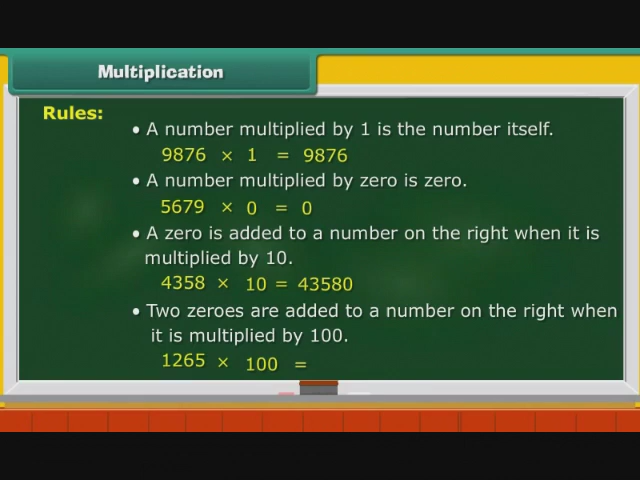 Multiplication
Rules:
• A number multiplied by 1 is the number itself.
9876 × 1 = 9876
• A number multiplied by zero is zero.
5679 × 0 = 0
• A zero is added to a number on the right when it is
multiplied by 10.
4358 × 10 = 43580
• Two zeroes are added to a number on the right when
it is multiplied by 100.
1265 × 100 =